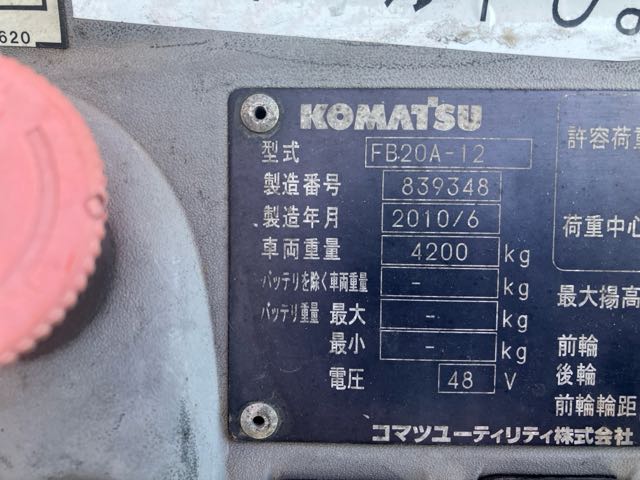 620
KOMATSU
型式 FB20A-12
製造番号 839348
製造年月 2010/6
車両重量 4200 kg
バッテリを除く車両重量 - kg
バッテリ重量 最大 - kg
最小 - kg
電圧 48 V
コマツユーティリティ株式会社
許容荷重
荷重中心
最大揚高
前輪
後輪
前輪輪距